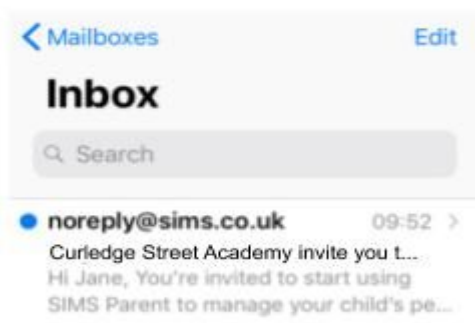 Mailboxes Edit
Inbox
Search
noreply@sims.co.uk 09:52
Curledge Street Academy invite you t...
Hi Jane, You're invited to start using
SIMS Parent to manage your child's pe...